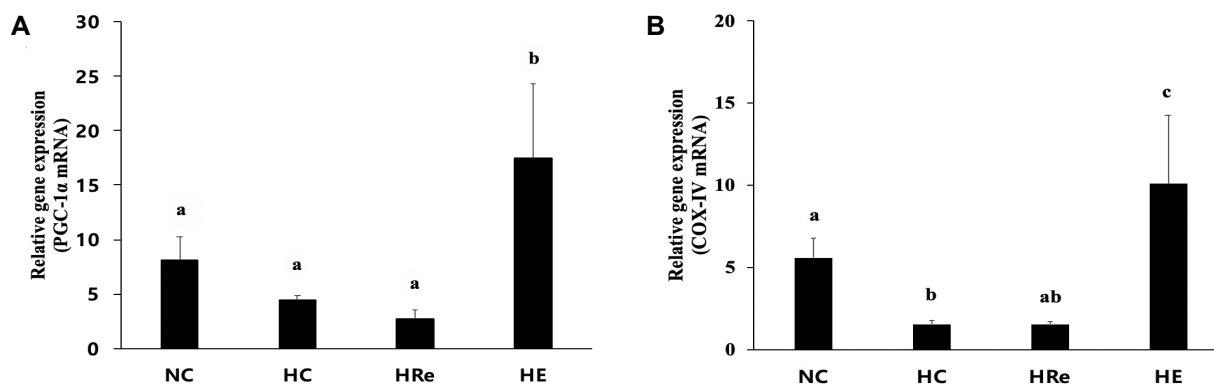 A
Relative gene expression
(PGC-1α mRNA)
30
25
20
15
10
5
0
a
a
a
b
NC HC HRe HE
B
Relative gene expression
(COX-IV mRNA)
20
15
10
5
0
a
b
ab
c
NC HC HRe HE